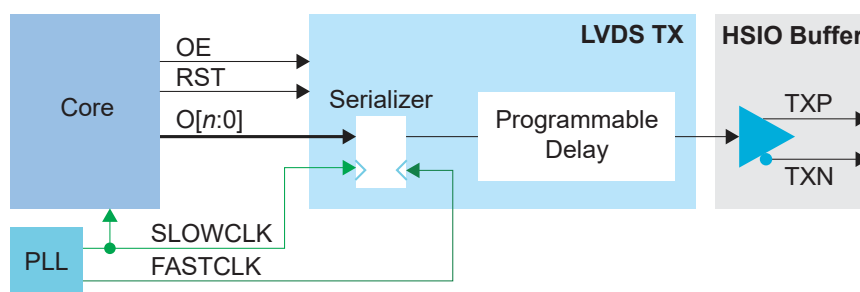 LVDS TX
HSIO Buffer
OE
RST
Core
O[n:0]
Serializer
Programmable
Delay
TXP
TXN
SLOWCLK
PLL
FASTCLK